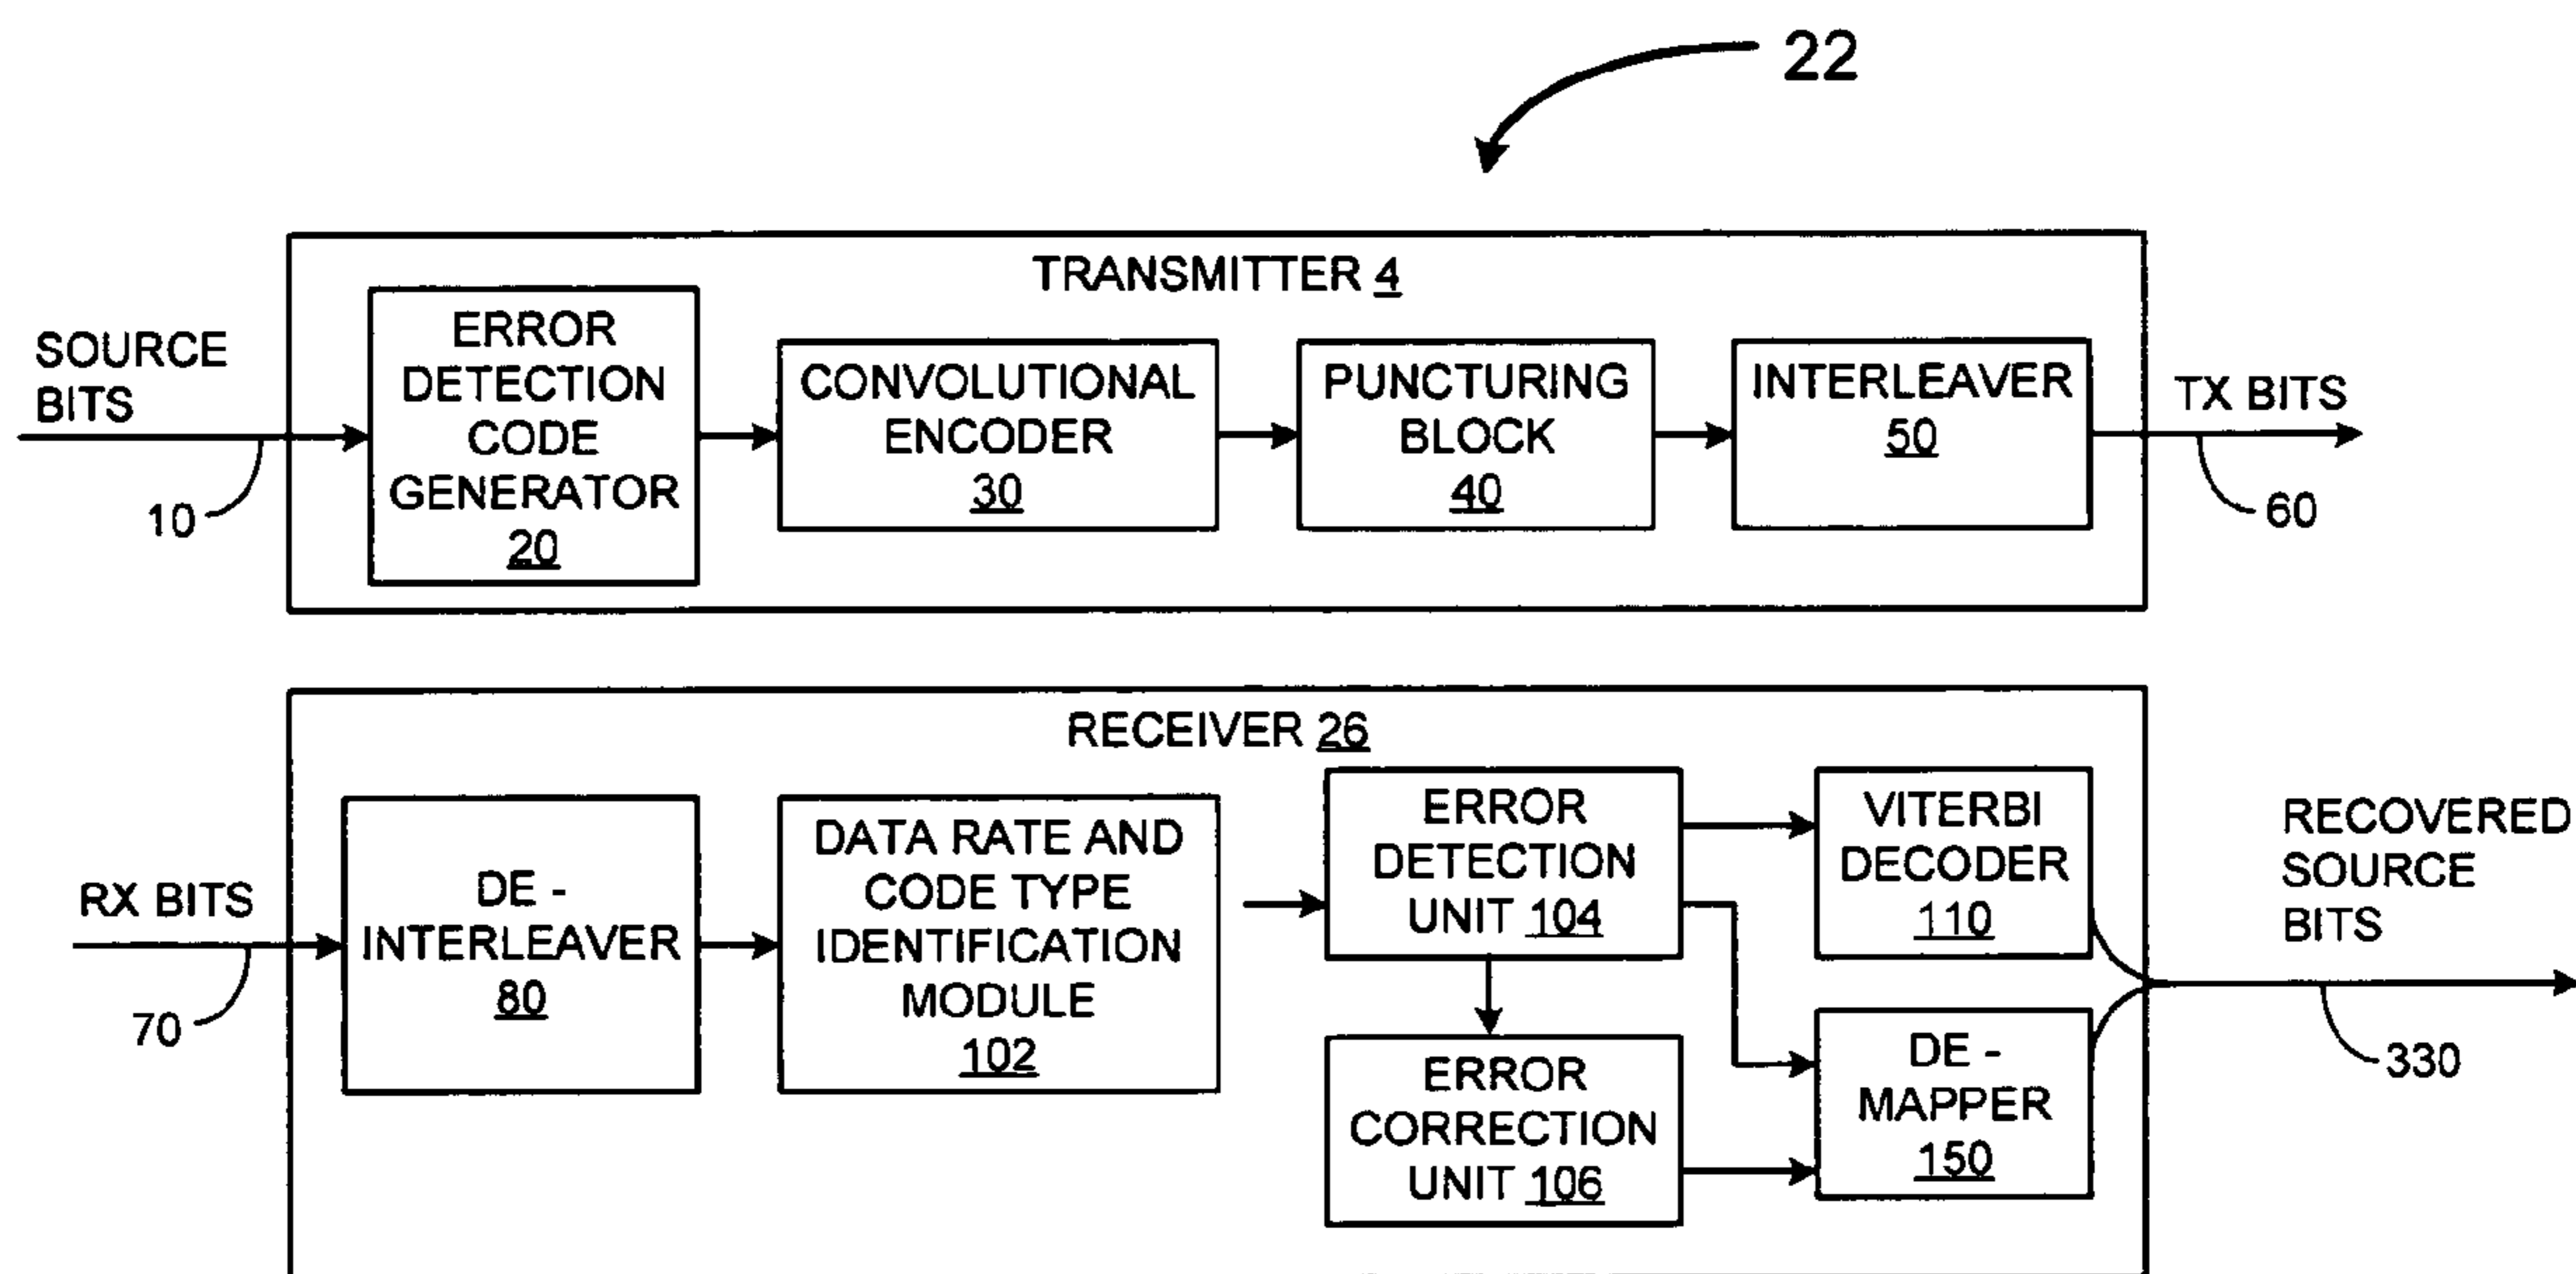 22
TRANSMITTER 4
SOURCE
BITS
10
ERROR
DETECTION
CODE
GENERATOR
20
CONVOLUTIONAL
ENCODER
30
PUNCTURING
BLOCK
40
INTERLEAVER
50
TX BITS
60
RECEIVER 26
RX BITS
70
DE -
INTERLEAVER
80
DATA RATE AND
CODE TYPE
IDENTIFICATION
MODULE
102
ERROR
DETECTION
UNIT 104
ERROR
CORRECTION
UNIT 106
VITERBI
DECODER
110
DE -
MAPPER
150
RECOVERED
SOURCE
BITS
330